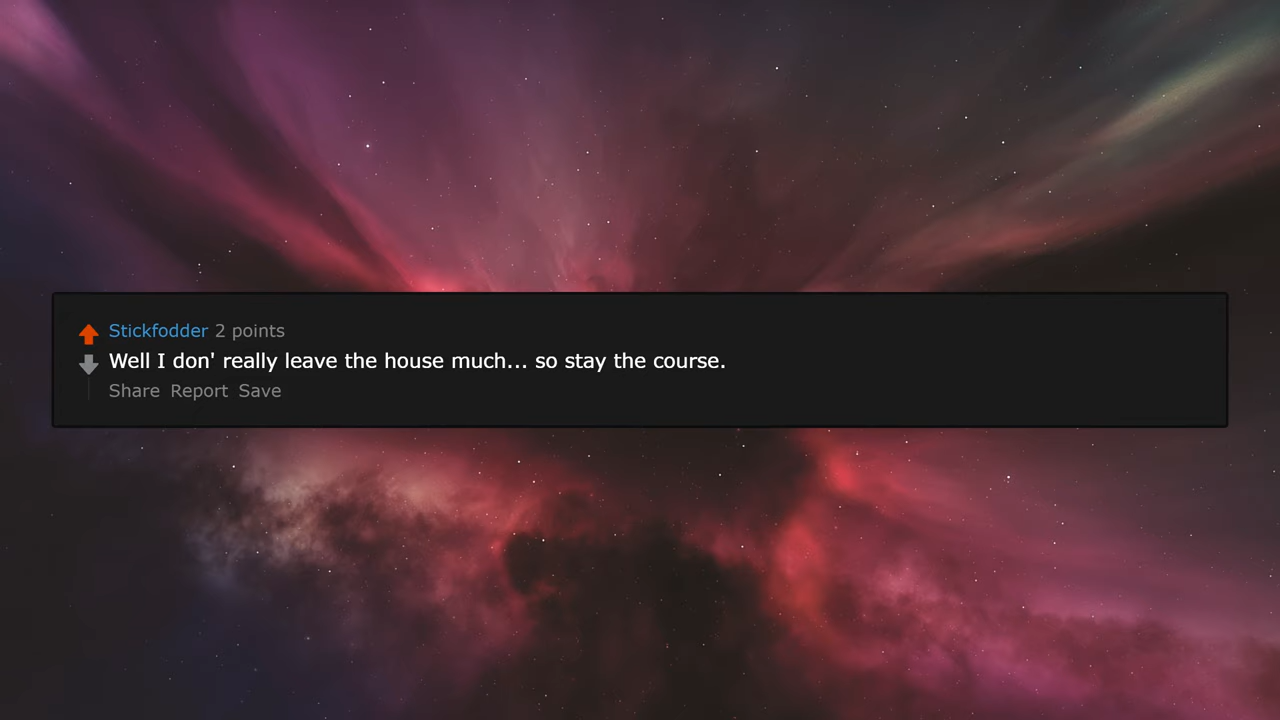 Stickfodder 2 points
Well I don' really leave the house much... so stay the course.
Share Report Save